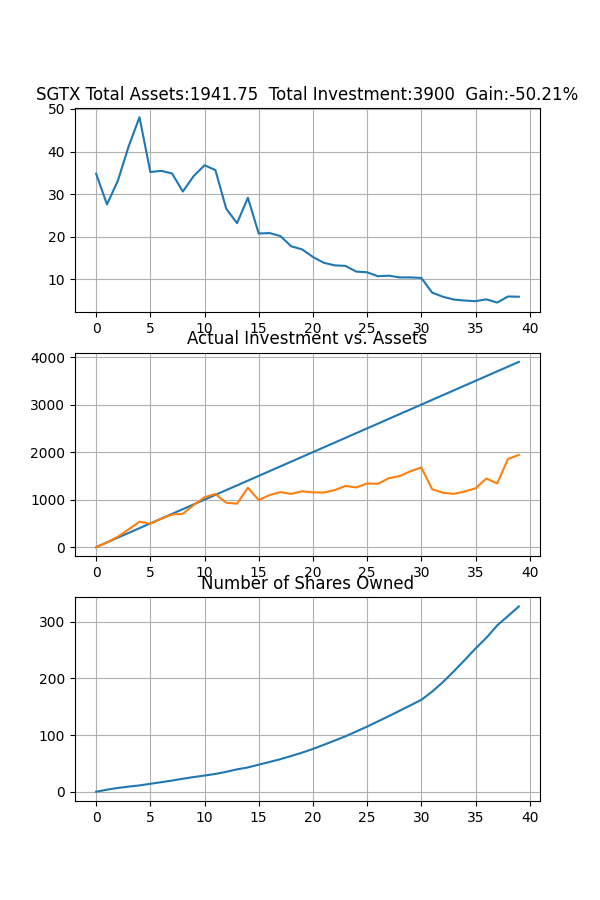 SGTX Total Assets:1941.75  Total Investment:3900  Gain:-50.21%
50
40
30
20
10
0 5 10 15 20 25 30 35 40
Actual Investment vs. Assets
4000
3000
2000
1000
0
0 5 10 15 20 25 30 35 40
Number of Shares Owned
300
200
100
0
0 5 10 15 20 25 30 35 40